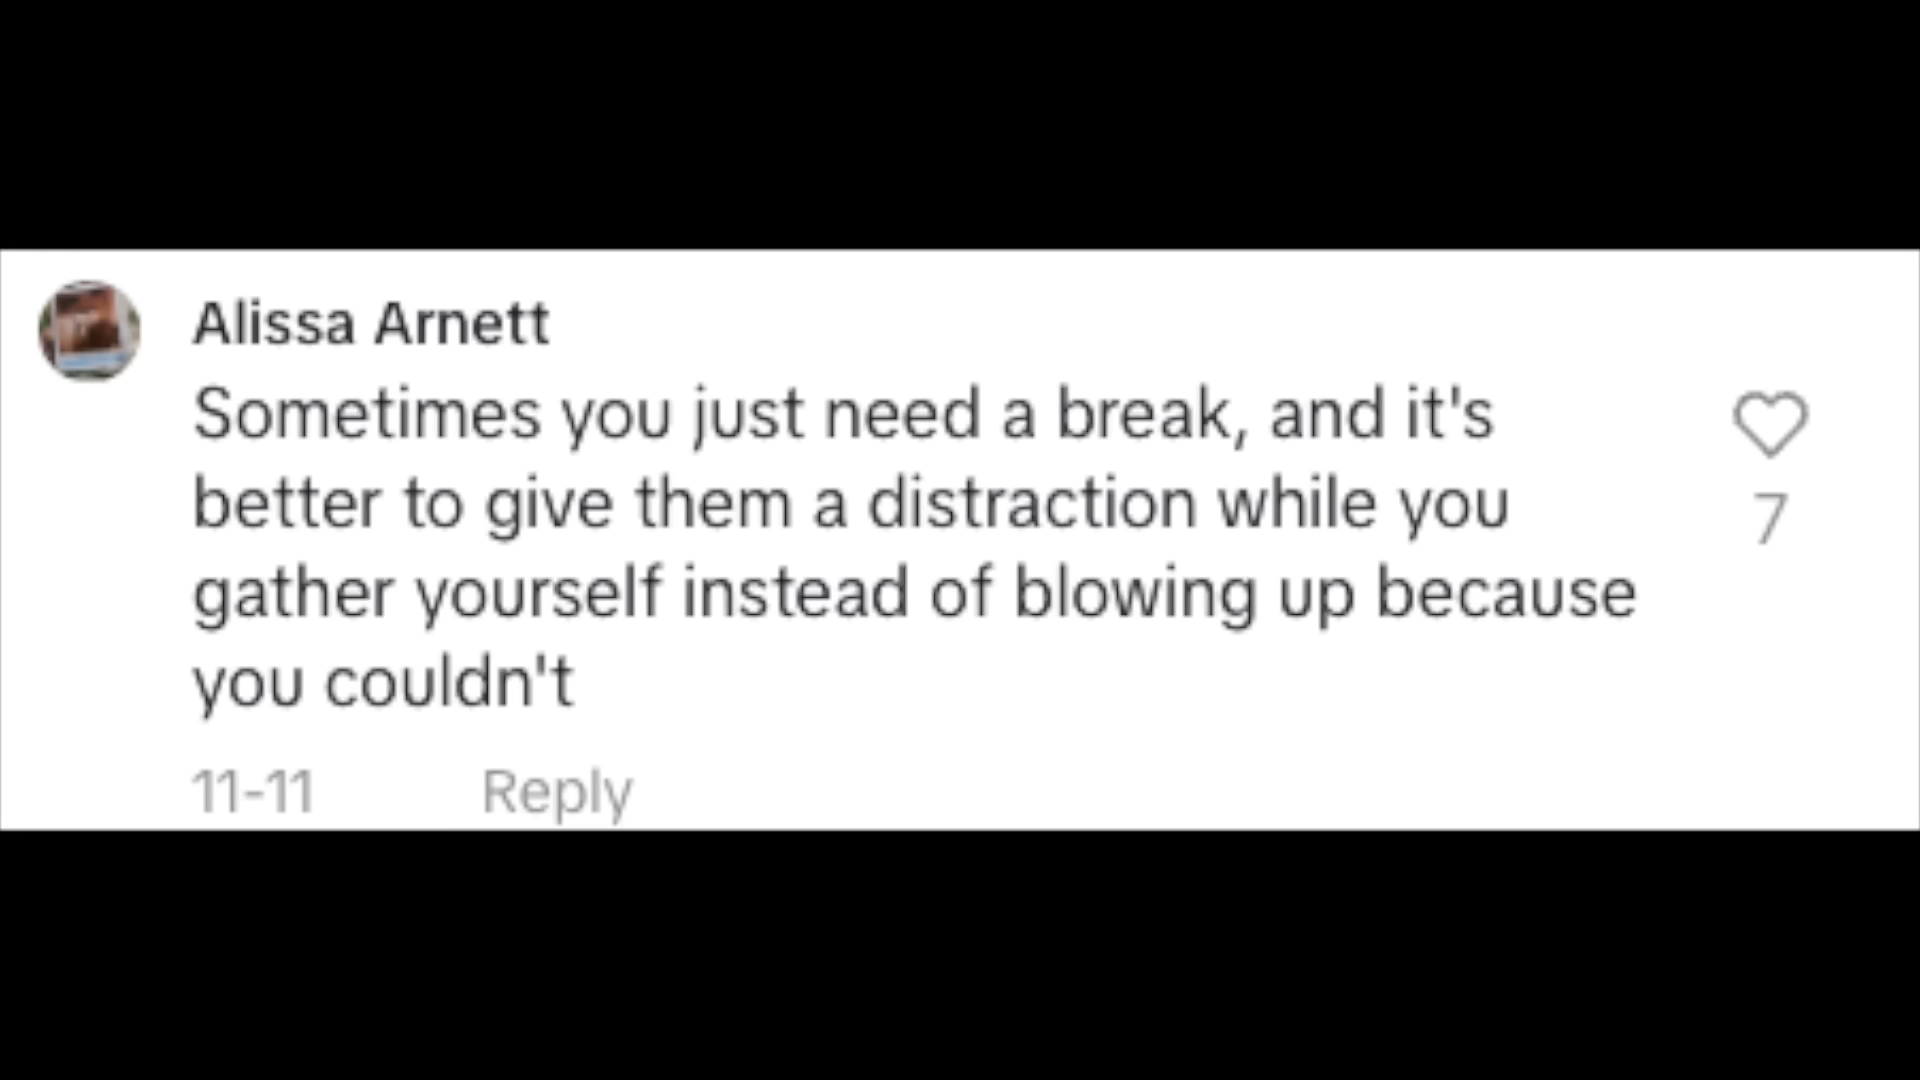 Alissa Arnett
Sometimes you just need a break, and it's
better to give them a distraction while you
gather yourself instead of blowing up because
you couldn't
7
11-11 Reply